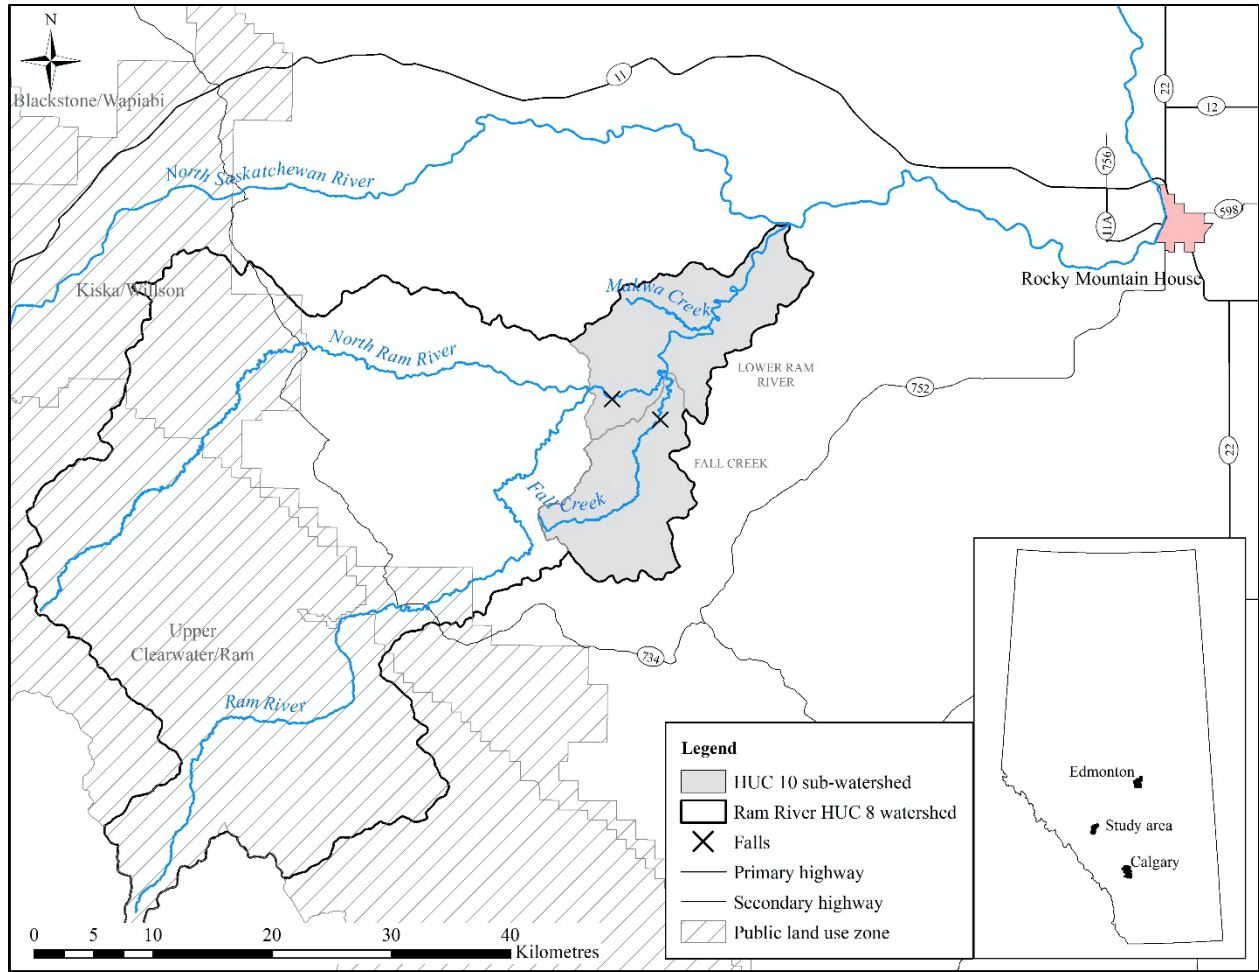 N
11
22
12
Blackstone/Wapiabi
756
North Saskatchewan River
598
11A
Rocky Mountain House
Kiska/Willson
Makwa Creek
North Ram River
LOWER RAM
RIVER
752
22
FALL CREEK
Fall Creek
Upper
Clearwater/Ram
734
Ram River
Legend
HUC 10 sub-watershed
Ram River HUC 8 watershed
Falls
Primary highway
Secondary highway
Public land use zone
Edmonton
Study area
Calgary
0 5 10 20 30 40
Kilometres